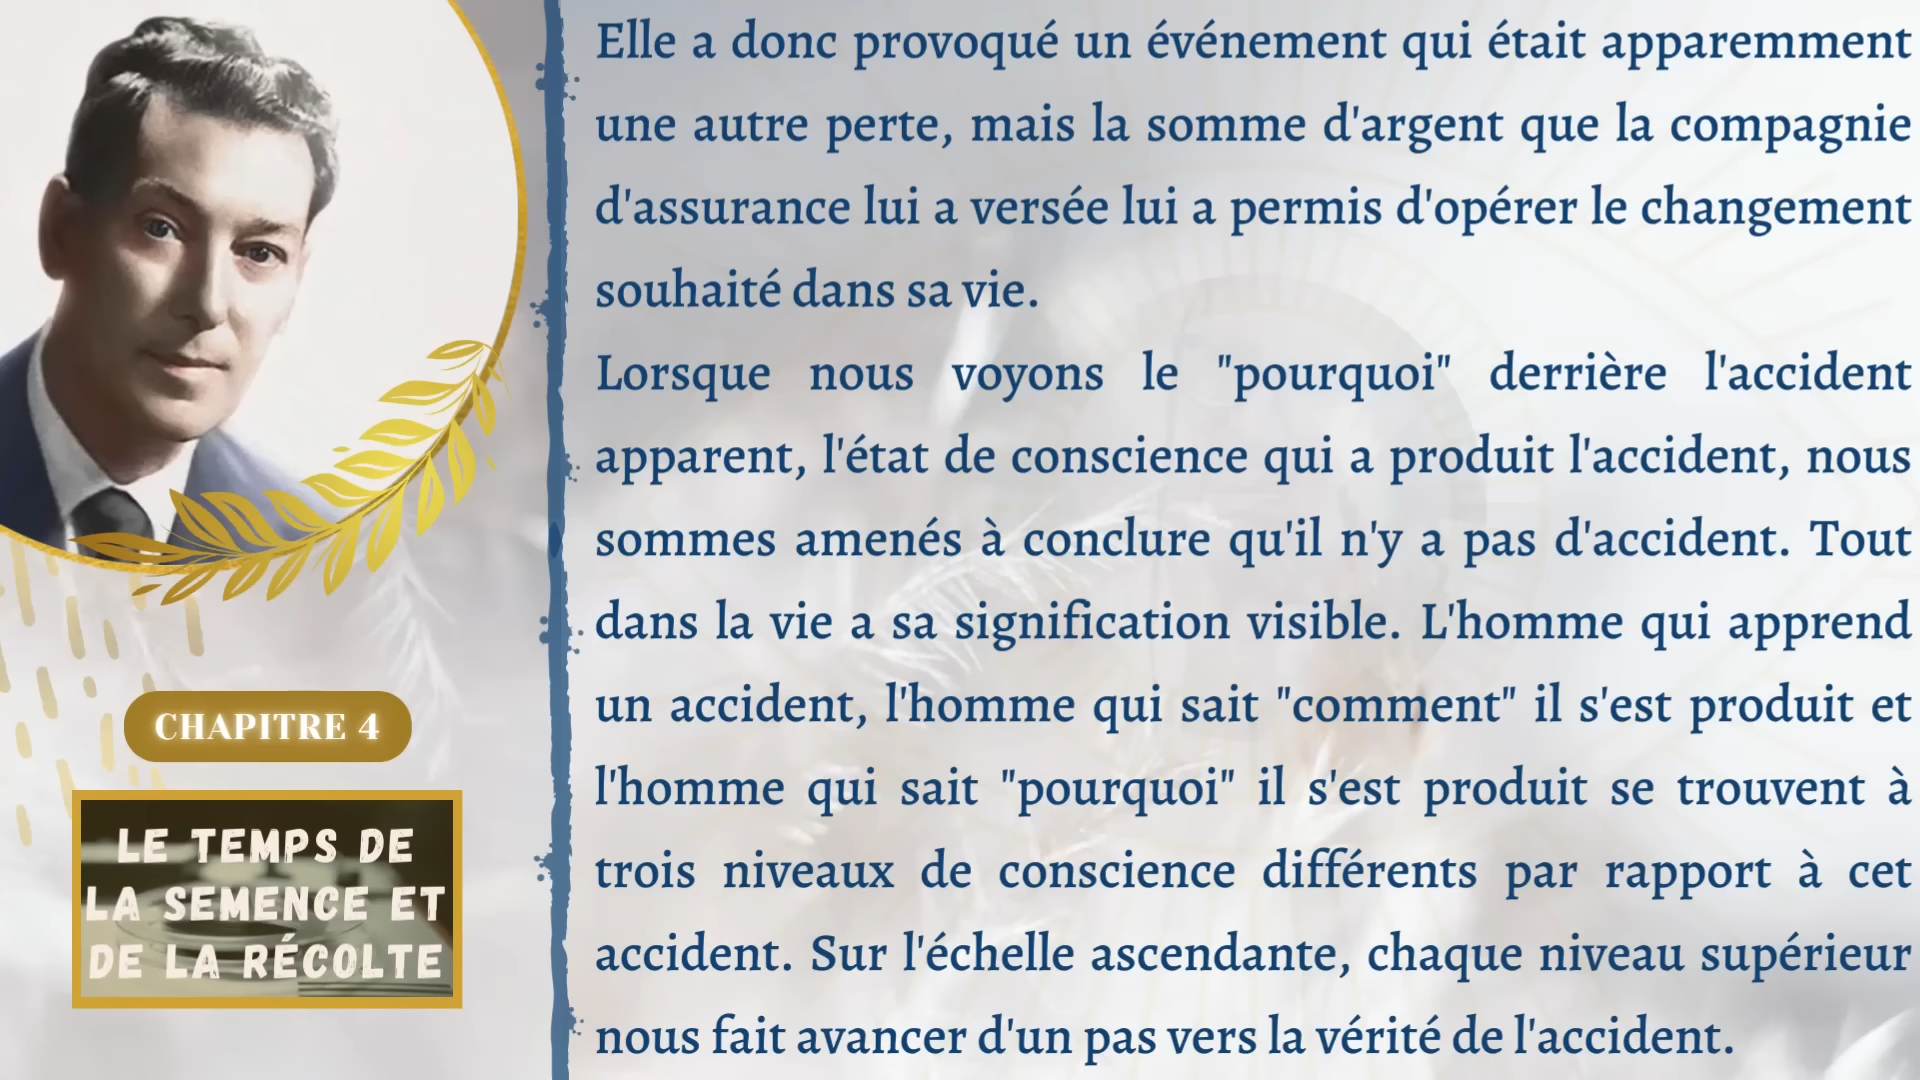 Elle a donc provoqué un événement qui était apparemment
une autre perte, mais la somme d'argent que la compagnie
d'assurance lui a versée lui a permis d'opérer le changement
souhaité dans sa vie.
Lorsque nous voyons le "pourquoi" derrière l'accident
apparent, l'état de conscience qui a produit l'accident, nous
sommes amenés à conclure qu'il n'y a pas d'accident. Tout
dans la vie a sa signification visible. L'homme qui apprend
un accident, l'homme qui sait "comment" il s'est produit et
l'homme qui sait "pourquoi" il s'est produit se trouvent à
trois niveaux de conscience différents par rapport à cet
accident. Sur l'échelle ascendante, chaque niveau supérieur
nous fait avancer d'un pas vers la vérité de l'accident.
CHAPITRE 4
LE TEMPS DE
LA SEMENCE ET
DE LA RÉCOLTE